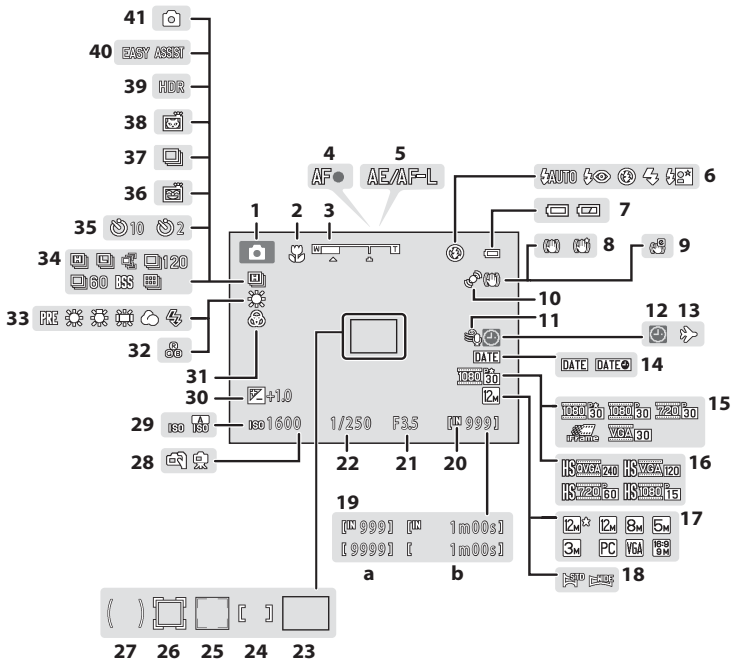 41
40 EASY ASSIST
39 HDR
38
37
36
35 10 2
34 H L 120
60 BSS
33 PRE
32 R G B
31
30
29 ISO A ISO
28
4 5
AF● AE/AF-L
1 2 3
W T
+1.0
ISO 1600 1/250 F3.5 [IN 999]
22 21 20
DATE
1080 30
12M
AUTO 6
7
8 9
10
11
12 13
DATE DATE 14
1080 30 1080 30 720 30 15
iFrame VGA 30
HS QVGA 240 HS VGA 120 16
HS 720 60 HS 1080 15
12M 12M 8M 5M 17
3M PC VGA 16:9 9M
STD WIDE 18
19
[IN 999] [IN 1m00s]
[ 9999] [ 1m00s]
a b
( ) [ ]
27 26 25 24 23